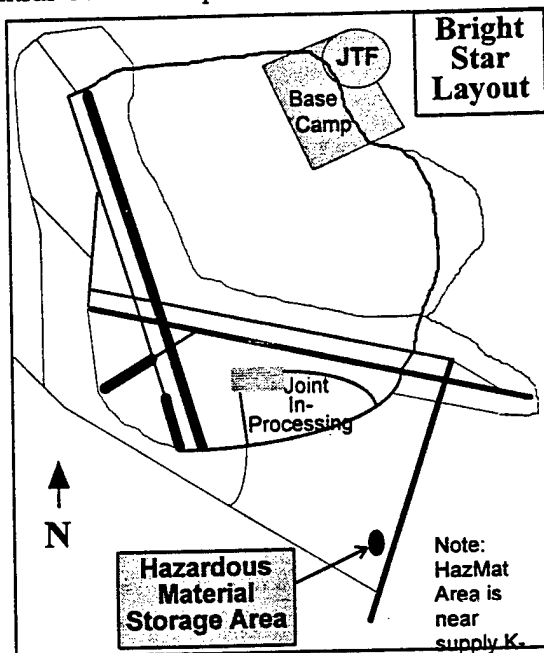 Bright
Star
Layout
JTF
Base
Camp
Joint
In-
Processing
N
Hazardous
Material
Storage Area
Note:
HazMat
Area is
near
supply K-